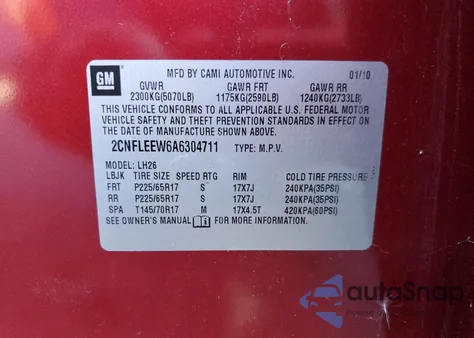 GM
MFD BY CAMI AUTOMOTIVE INC. 01/10
GVWR GAWR FRT GAWR RR
2300KG(5070LB) 1175KG(2590LB) 1240KG(2733LB)
THIS VEHICLE CONFORMS TO ALL APPLICABLE U.S. FEDERAL MOTOR
VEHICLE SAFETY AND THEFT PREVENTION STANDARDS IN EFFECT ON
THE DATE OF MANUFACTURE SHOWN ABOVE.
2CNFLEEW6A6304711 TYPE: M.P.V.
MODEL: LH26
LBJK TIRE SIZE SPEED RTG RIM COLD TIRE PRESSURE
FRT P225/65R17 S 17X7J 240KPA(35PSI)
RR P225/65R17 S 17X7J 240KPA(35PSI)
SPA T145/70R17 M 17X4.5T 420KPA(60PSI)
SEE OWNER'S MANUAL FOR MORE INFORMATION
autoSnap